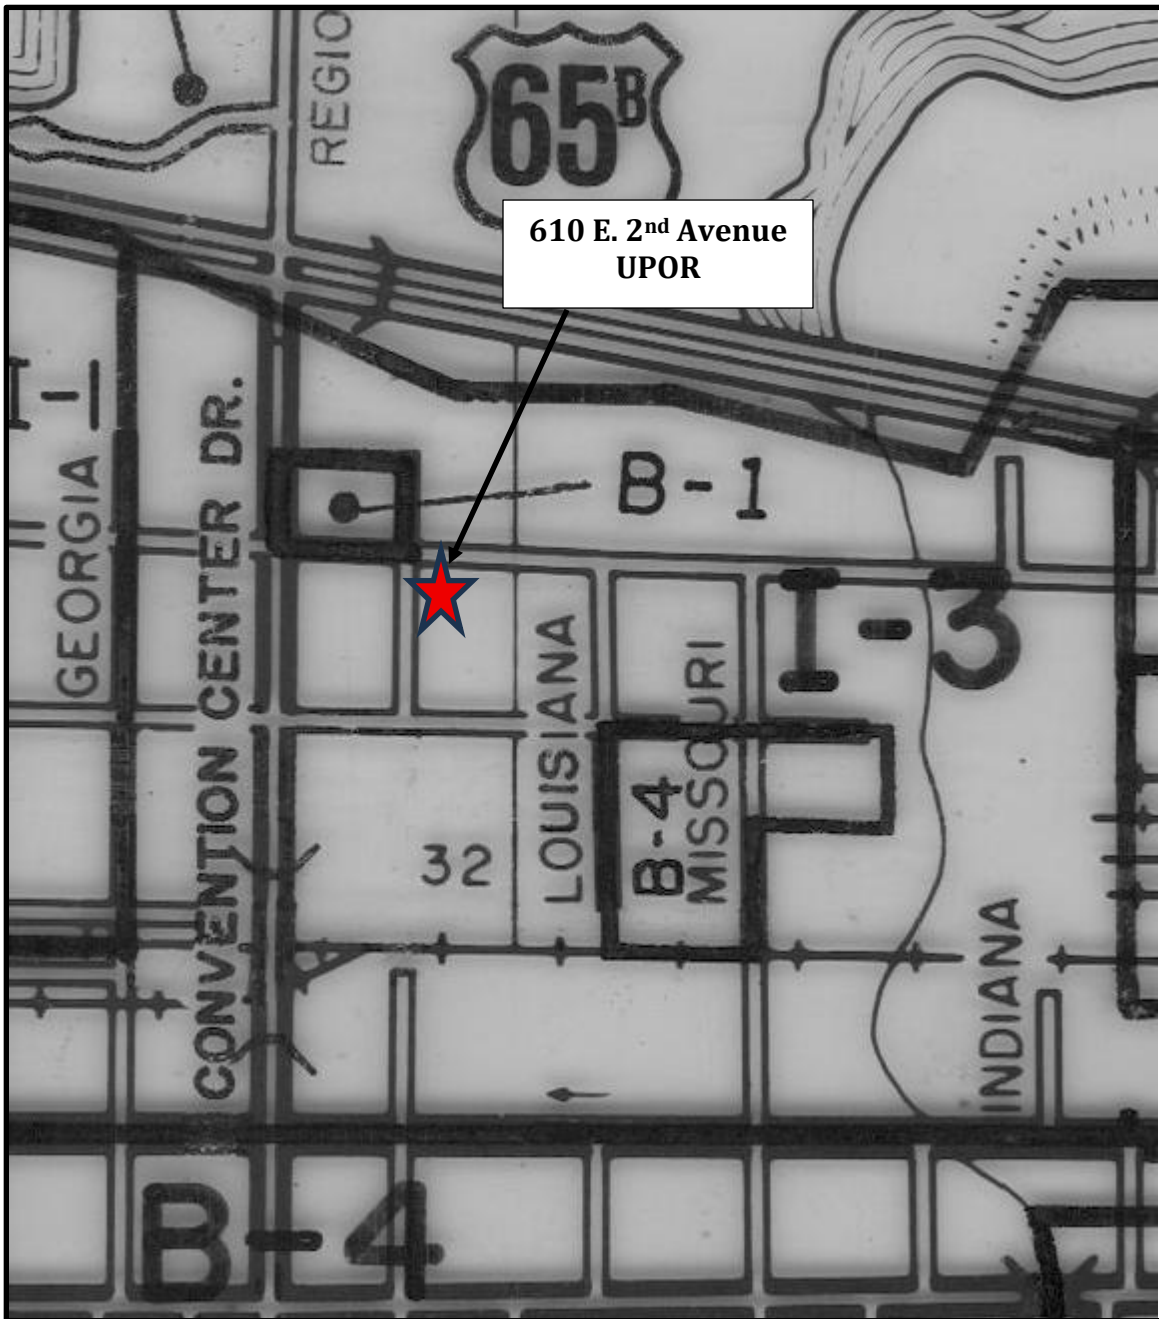 REGIO
65B
610 E. 2nd Avenue
UPOR
I-1
GEORGIA
CONVENTION CENTER DR.
B-1
LOUISIANA
MISSOURI
I-3
B-4
32
INDIANA
B-4